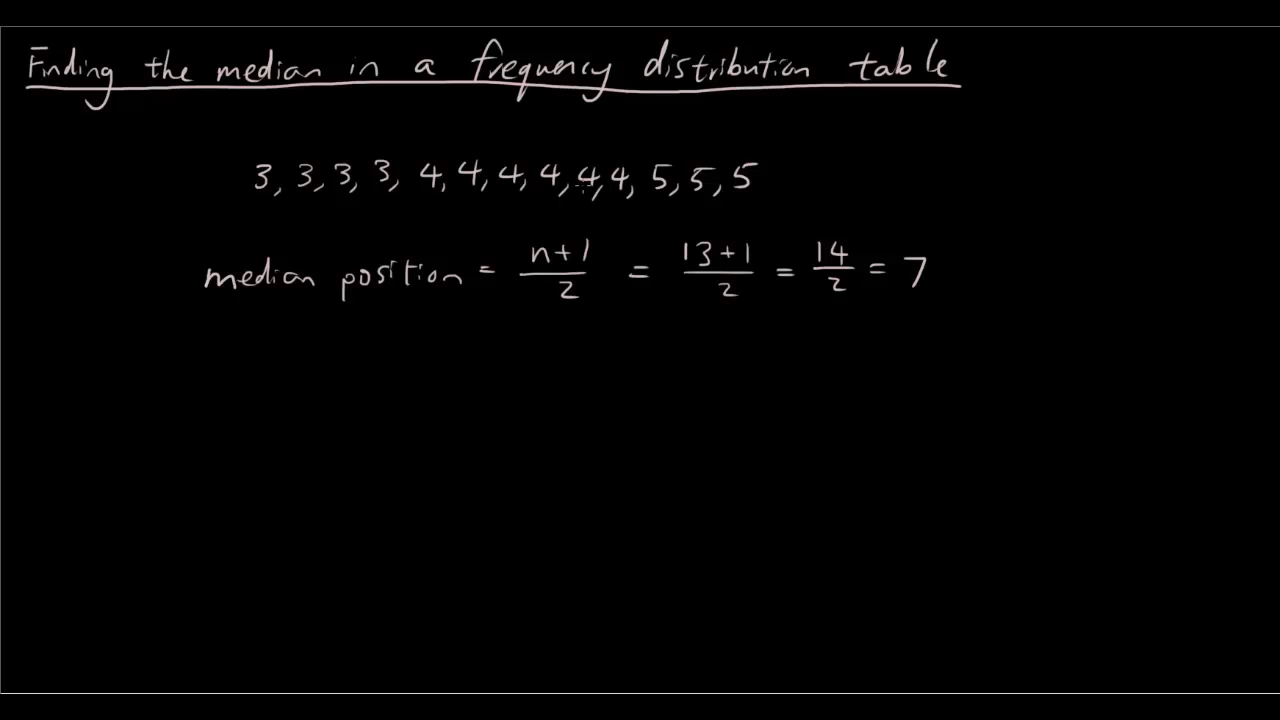 Finding the median in a frequency distribution table
3, 3, 3, 3, 4, 4, 4, 4, 4, 4, 5, 5, 5
median position = n+1/2 = 13+1/2 = 14/2 = 7